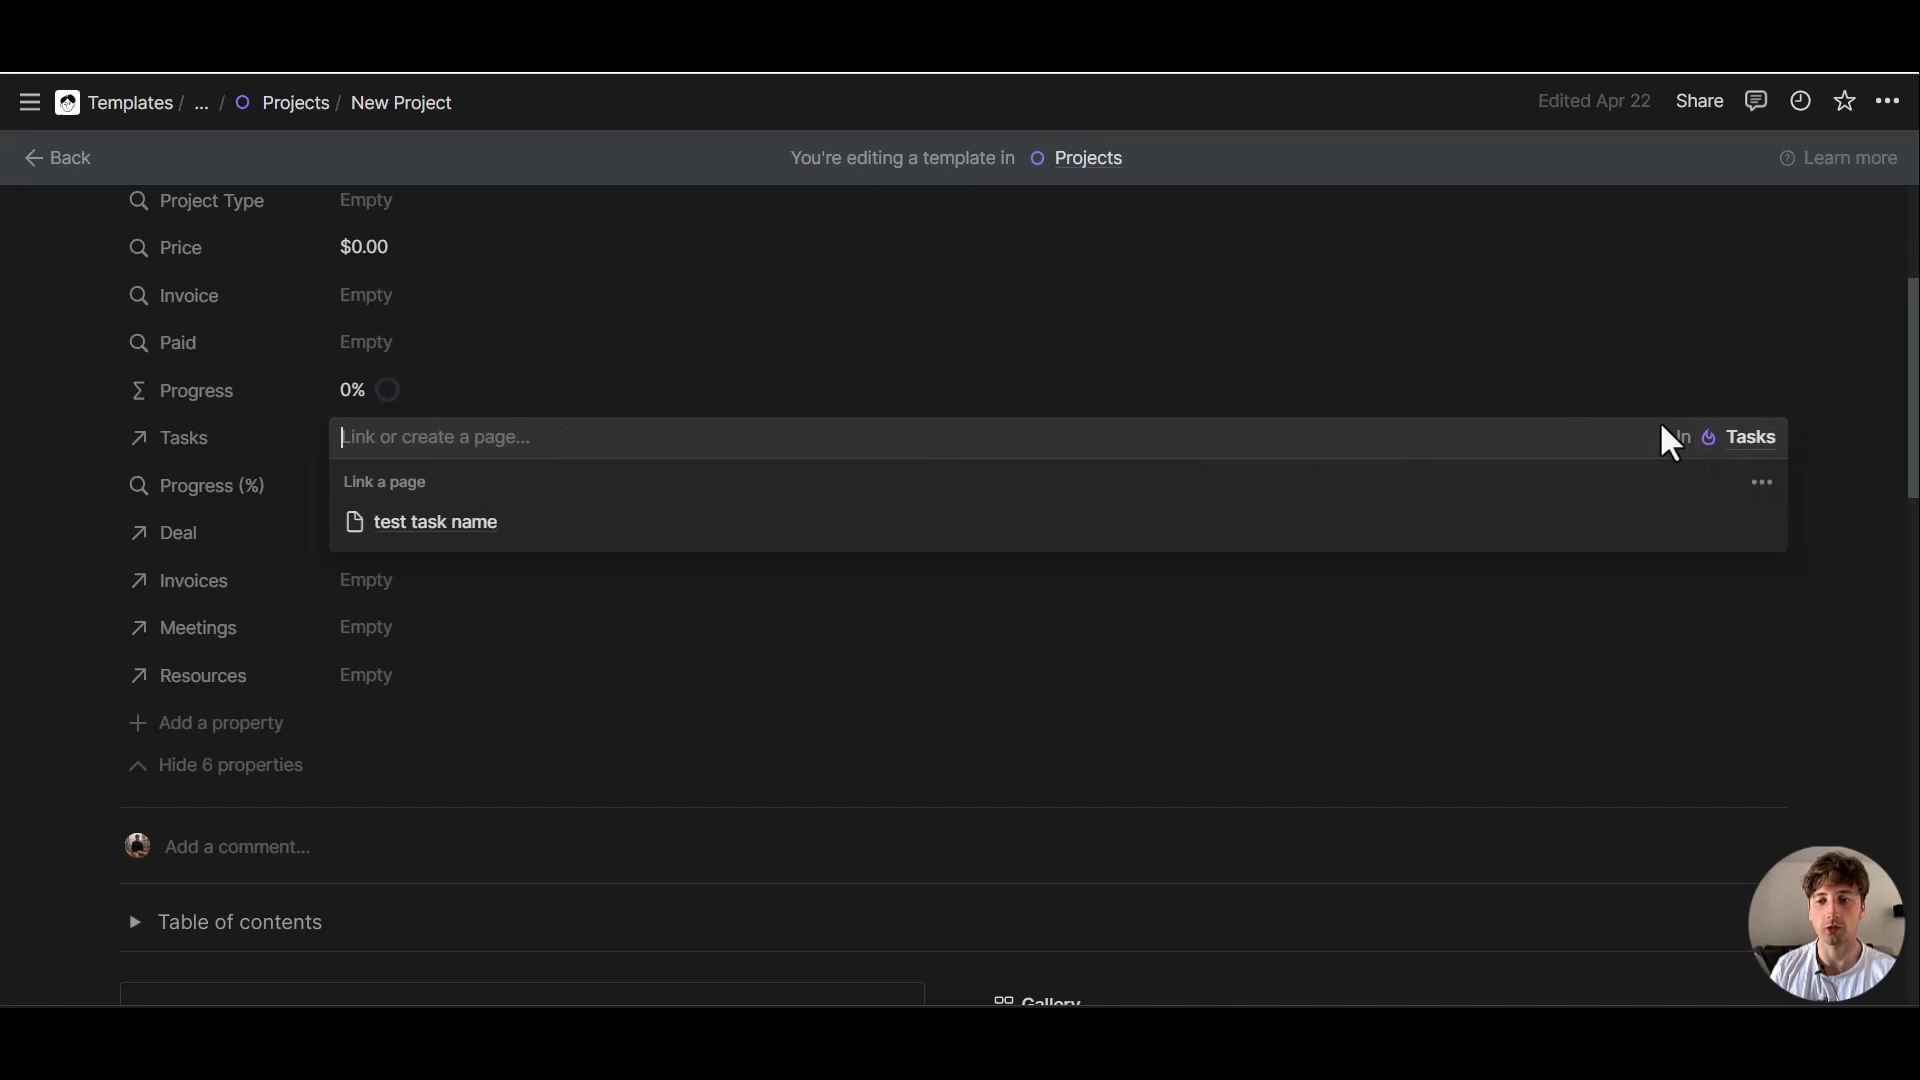 Templates / ... / Projects / New Project
Edited Apr 22 Share
Back
You're editing a template in Projects
Learn more
Project Type Empty
Price $0.00
Invoice Empty
Paid Empty
Progress 0%
Tasks Link or create a page... In Tasks
Link a page
Progress (%)
test task name
Deal
Invoices Empty
Meetings Empty
Resources Empty
Add a property
Hide 6 properties
Add a comment...
Table of contents
Gallery